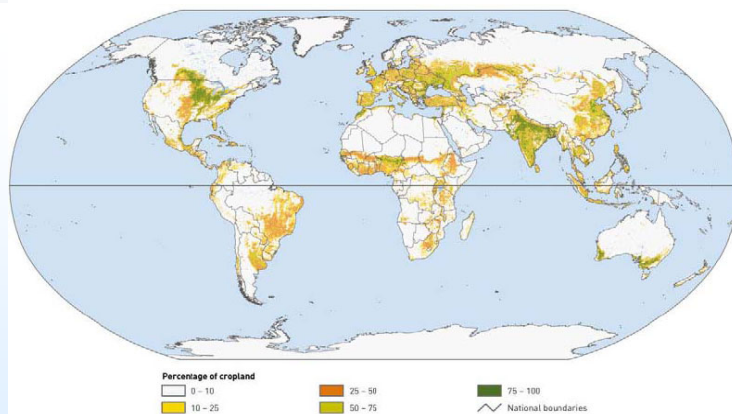 Percentage of cropland
0 – 10
25 – 50
75 – 100
10 – 25
50 – 75
National boundaries